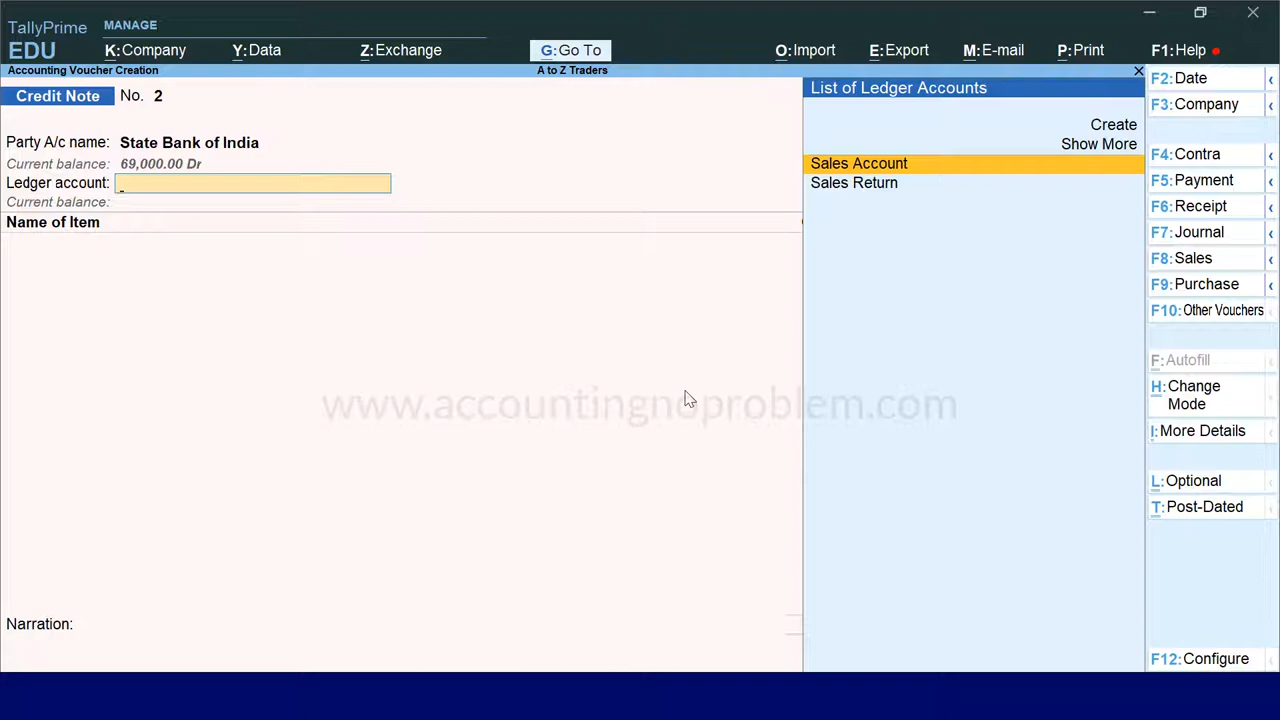 TallyPrime
EDU
MANAGE
K:Company
Y:Data
Z:Exchange
G:Go To
O:Import
E:Export
M:E-mail
P:Print
F1:Help
Accounting Voucher Creation
A to Z Traders
Credit Note No. 2
Party A/c name: State Bank of India
Current balance: 69,000.00 Dr
Ledger account:
Current balance:
Name of Item
Narration:
List of Ledger Accounts
Create
Show More
Sales Account
Sales Return
F2:Date
F3:Company
F4:Contra
F5:Payment
F6:Receipt
F7:Journal
F8:Sales
F9:Purchase
F10:Other Vouchers
F:Autofill
H:Change
Mode
I:More Details
L:Optional
T:Post-Dated
F12:Configure
www.accountingnoproblem.com